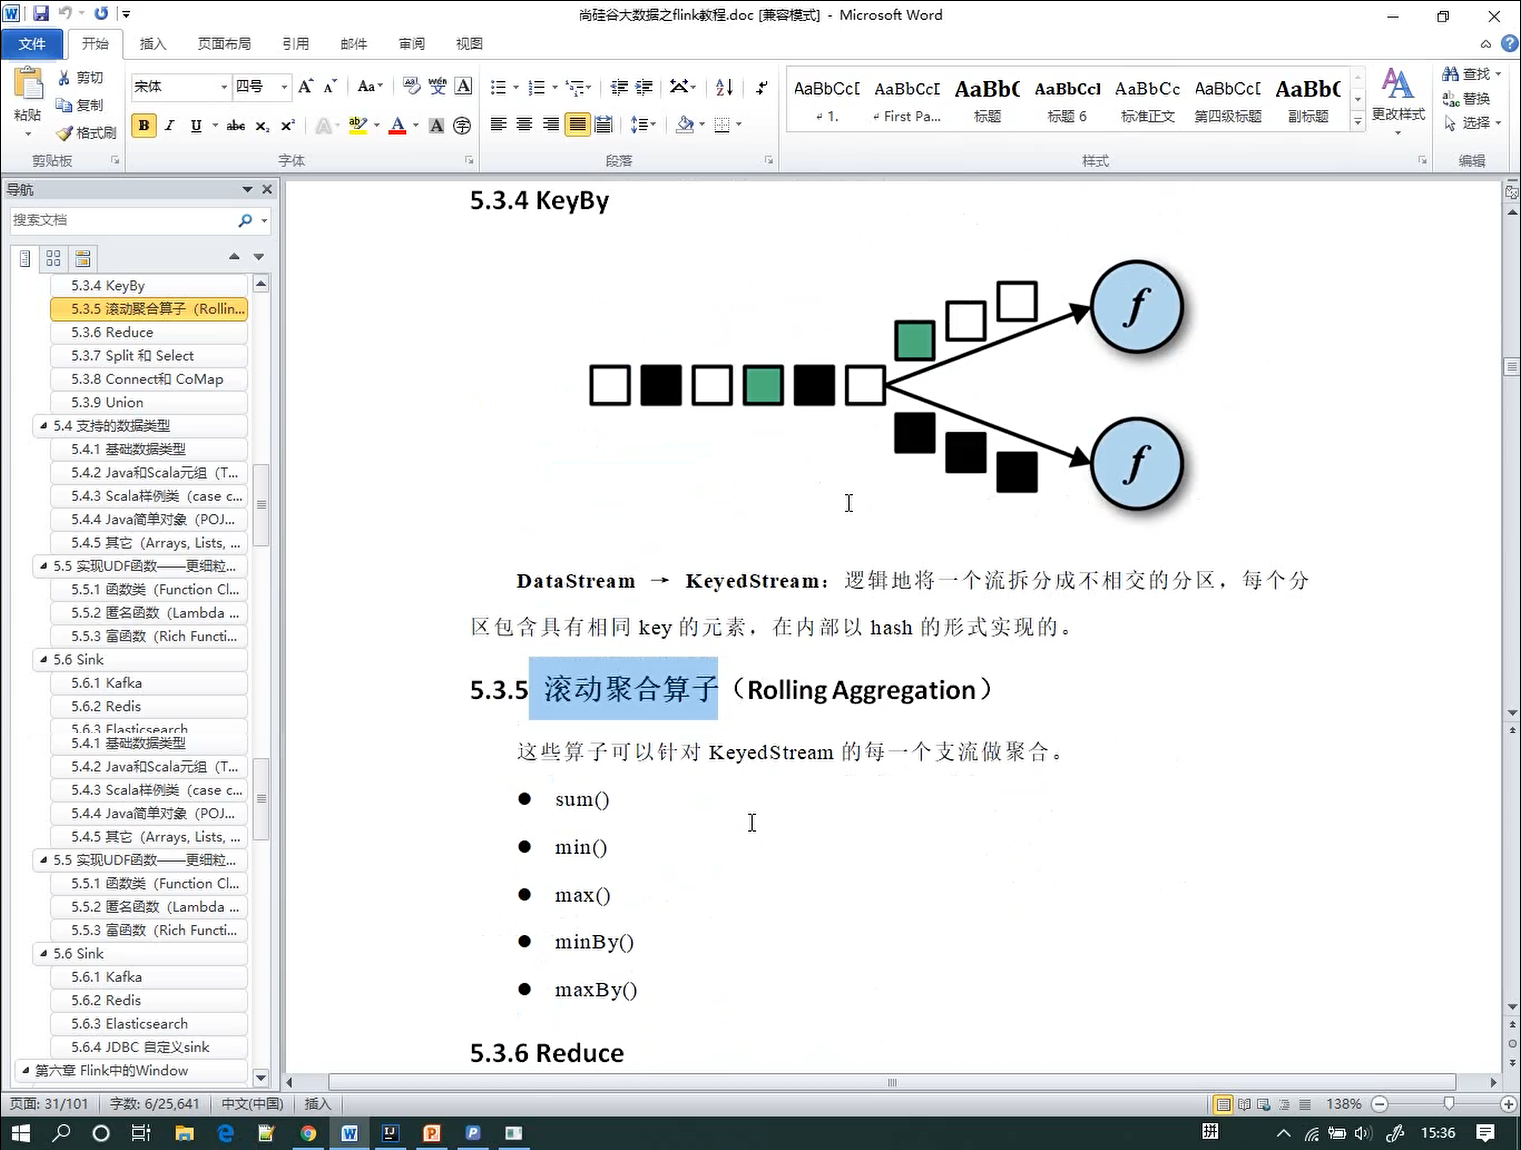 尚硅谷大数据之flink教程.doc [兼容模式] - Microsoft Word
文件 开始 插入 页面布局 引用 邮件 审阅 视图
粘贴 剪切 复制 格式刷
宋体 四号
AaBbCcD AaBbCcD AaBb( AaBbCcl AaBbCc AaBbCcD AaBb(
1. First Pa... 标题 标题 6 标准正文 第四级标题 副标题
更改样式
查找
替换
选择
剪贴板 字体 段落 样式 编辑
导航
搜索文档
5.3.4 KeyBy
5.3.5 滚动聚合算子（Rollin...
5.3.6 Reduce
5.3.7 Split 和 Select
5.3.8 Connect和 CoMap
5.3.9 Union
5.4 支持的数据类型
5.4.1 基础数据类型
5.4.2 Java和Scala元组（T...
5.4.3 Scala样例类（case c...
5.4.4 Java简单对象（POJ...
5.4.5 其它（Arrays, Lists, ...
5.5 实现UDF函数——更细粒...
5.5.1 函数类（Function Cl...
5.5.2 匿名函数（Lambda ...
5.5.3 富函数（Rich Functi...
5.6 Sink
5.6.1 Kafka
5.6.2 Redis
5.6.3 Elasticsearch
5.4.1 基础数据类型
5.4.2 Java和Scala元组（T...
5.4.3 Scala样例类（case c...
5.4.4 Java简单对象（POJ...
5.4.5 其它（Arrays, Lists, ...
5.5 实现UDF函数——更细粒...
5.5.1 函数类（Function Cl...
5.5.2 匿名函数（Lambda ...
5.5.3 富函数（Rich Functi...
5.6 Sink
5.6.1 Kafka
5.6.2 Redis
5.6.3 Elasticsearch
5.6.4 JDBC 自定义sink
第六章 Flink中的Window
5.3.4 KeyBy
f
f
DataStream → KeyedStream：逻辑地将一个流拆分成不相交的分区，每个分
区包含具有相同 key 的元素，在内部以 hash 的形式实现的。
5.3.5 滚动聚合算子（Rolling Aggregation）
这些算子可以针对 KeyedStream 的每一个支流做聚合。
● sum()
● min()
● max()
● minBy()
● maxBy()
5.3.6 Reduce
页面: 31/101 字数: 6/25,641 中文(中国) 插入 138%
拼 15:36